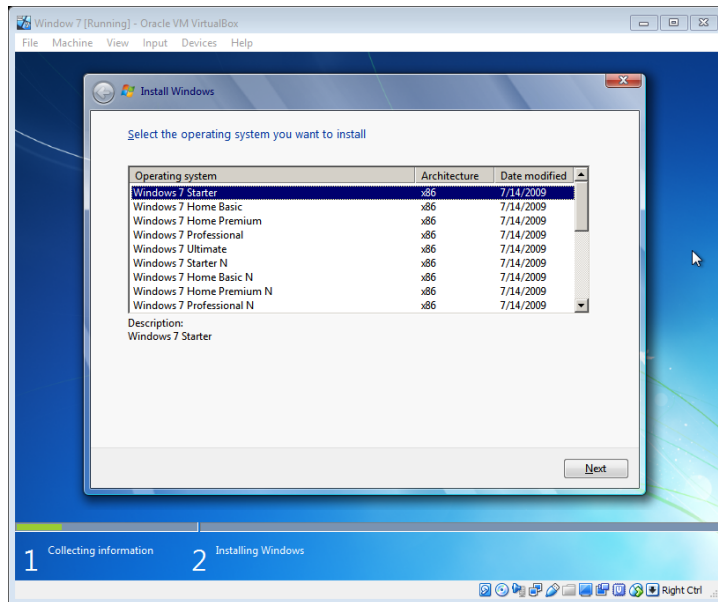 Window 7 [Running] - Oracle VM VirtualBox
File Machine View Input Devices Help
Install Windows
Select the operating system you want to install
Operating system Architecture Date modified
Windows 7 Starter x86 7/14/2009
Windows 7 Home Basic x86 7/14/2009
Windows 7 Home Premium x86 7/14/2009
Windows 7 Professional x86 7/14/2009
Windows 7 Ultimate x86 7/14/2009
Windows 7 Starter N x86 7/14/2009
Windows 7 Home Basic N x86 7/14/2009
Windows 7 Home Premium N x86 7/14/2009
Windows 7 Professional N x86 7/14/2009
Description:
Windows 7 Starter
Next
1 Collecting information 2 Installing Windows
Right Ctrl